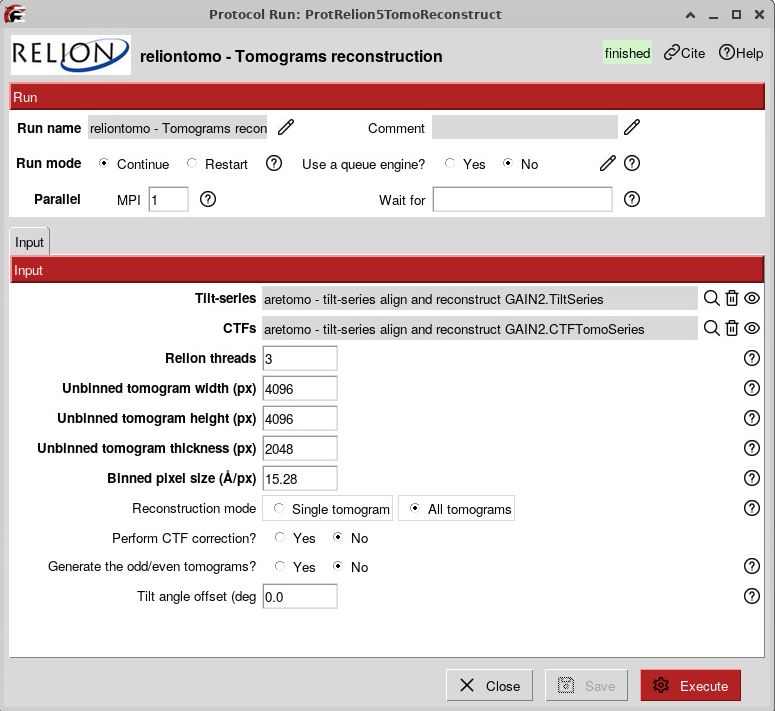 Protocol Run: ProtRelion5TomoReconstruct
RELION reliontomo - Tomograms reconstruction finished Cite Help
Run
Run name reliontomo - Tomograms recon Comment
Run mode Continue Restart Use a queue engine? Yes No
Parallel MPI 1 Wait for
Input
Input
Tilt-series aretomo - tilt-series align and reconstruct GAIN2.TiltSeries
CTFs aretomo - tilt-series align and reconstruct GAIN2.CTFTomoSeries
Relion threads 3
Unbinned tomogram width (px) 4096
Unbinned tomogram height (px) 4096
Unbinned tomogram thickness (px) 2048
Binned pixel size (Å/px) 15.28
Reconstruction mode Single tomogram All tomograms
Perform CTF correction? Yes No
Generate the odd/even tomograms? Yes No
Tilt angle offset (deg 0.0
Close Save Execute